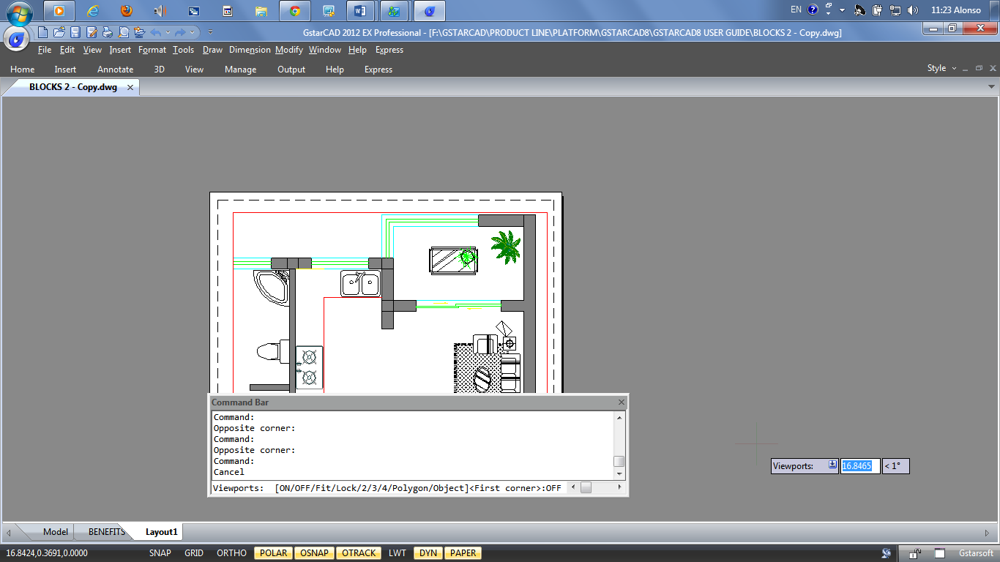 EN
11:23 Alonso
GstarCAD 2012 EX Professional - [F:\GSTARCAD\PRODUCT LINE\PLATFORM\GSTARCAD8\GSTARCAD8 USER GUIDE\BLOCKS 2 - Copy.dwg]
File Edit View Insert Format Tools Draw Dimension Modify Window Help Express
Home Insert Annotate 3D View Manage Output Help Express Style
BLOCKS 2 - Copy.dwg
Command Bar
Command:
Opposite corner:
Command:
Opposite corner:
Command:
Cancel
Viewports: [ON/OFF/Fit/Lock/2/3/4/Polygon/Object]<First corner>:OFF
Viewports: 16.8465 < 1°
Model BENEFITS Layout1
16.8424,0.3691,0.0000 SNAP GRID ORTHO POLAR OSNAP OTRACK LWT DYN PAPER Gstarsoft